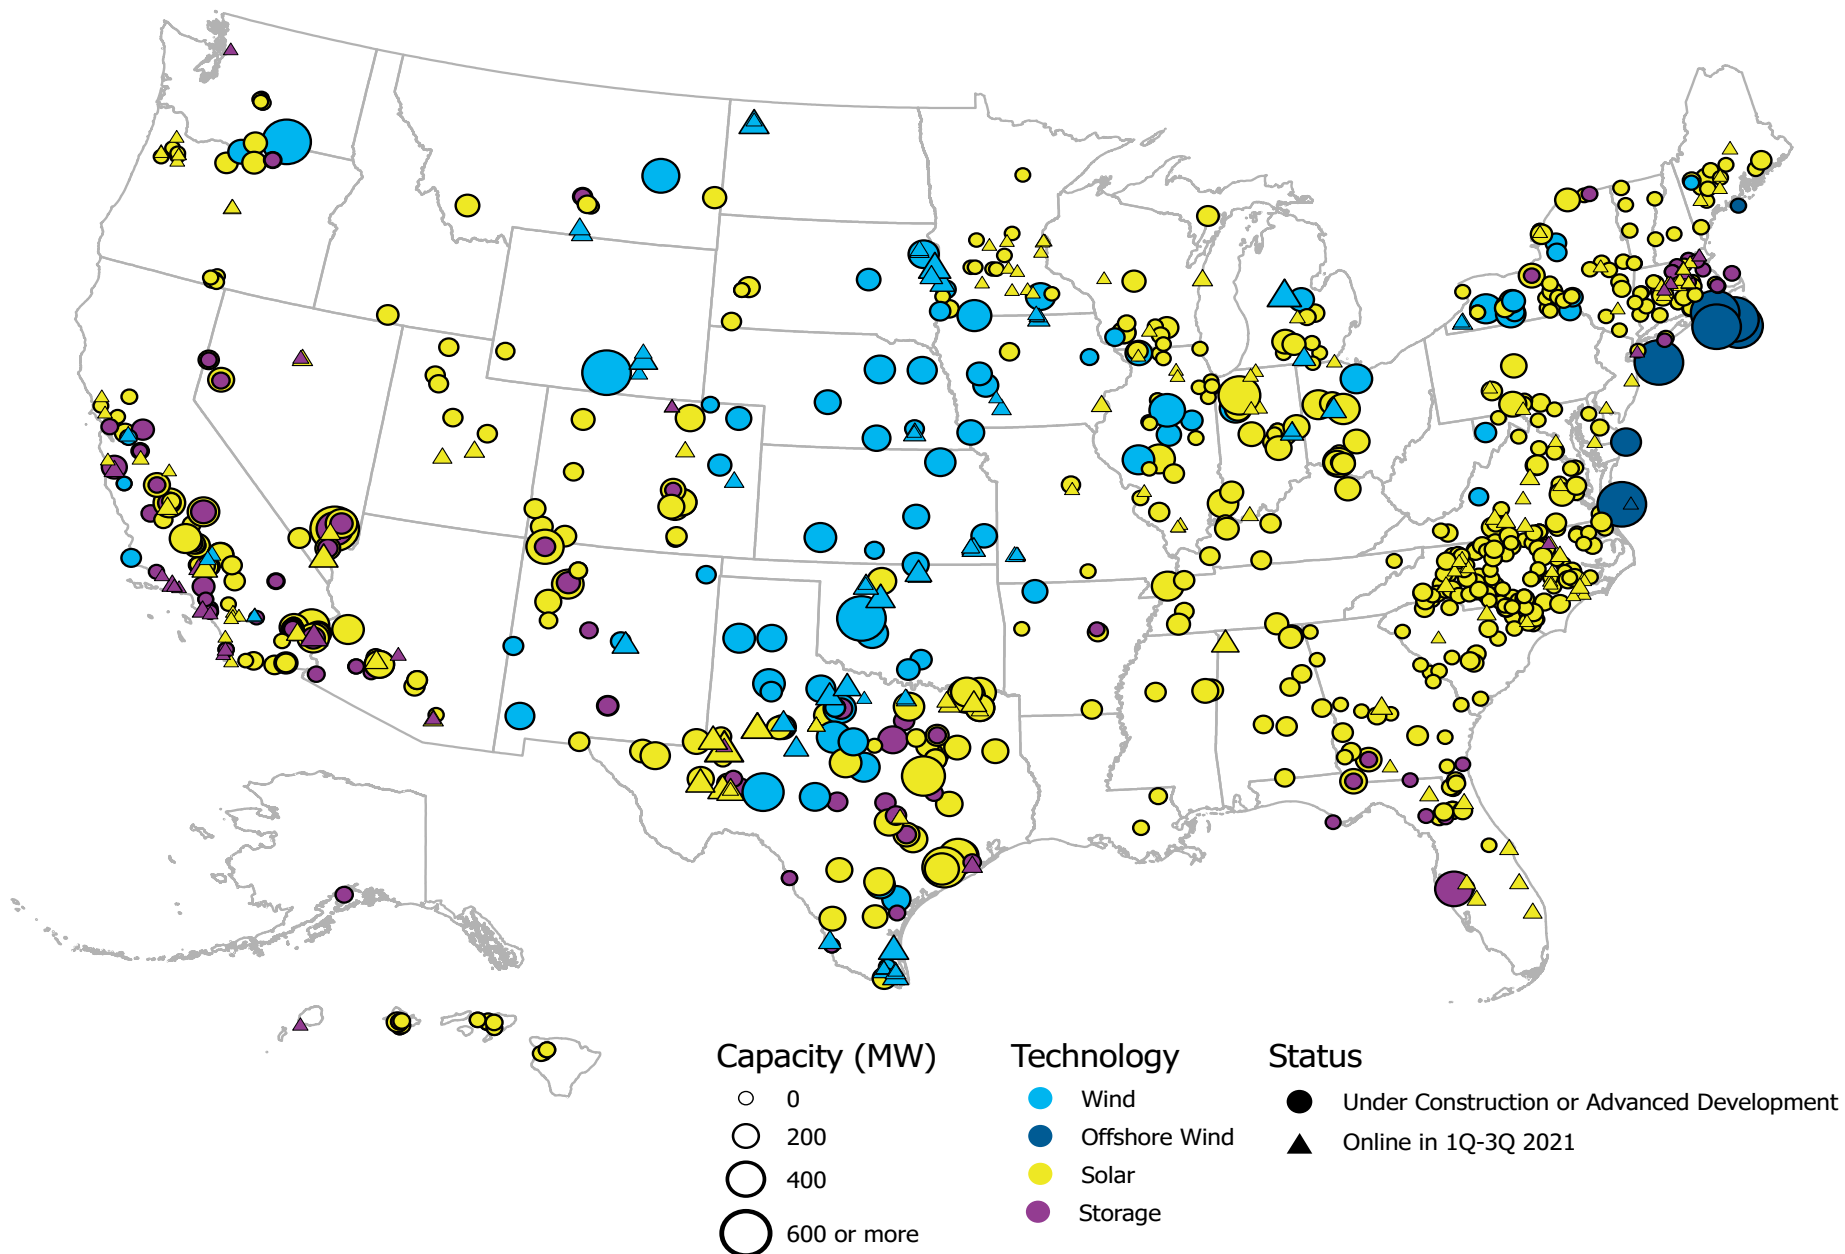 Capacity (MW)
0
200
400
600 or more
Technology
Wind
Offshore Wind
Solar
Storage
Status
Under Construction or Advanced Development
Online in 1Q-3Q 2021